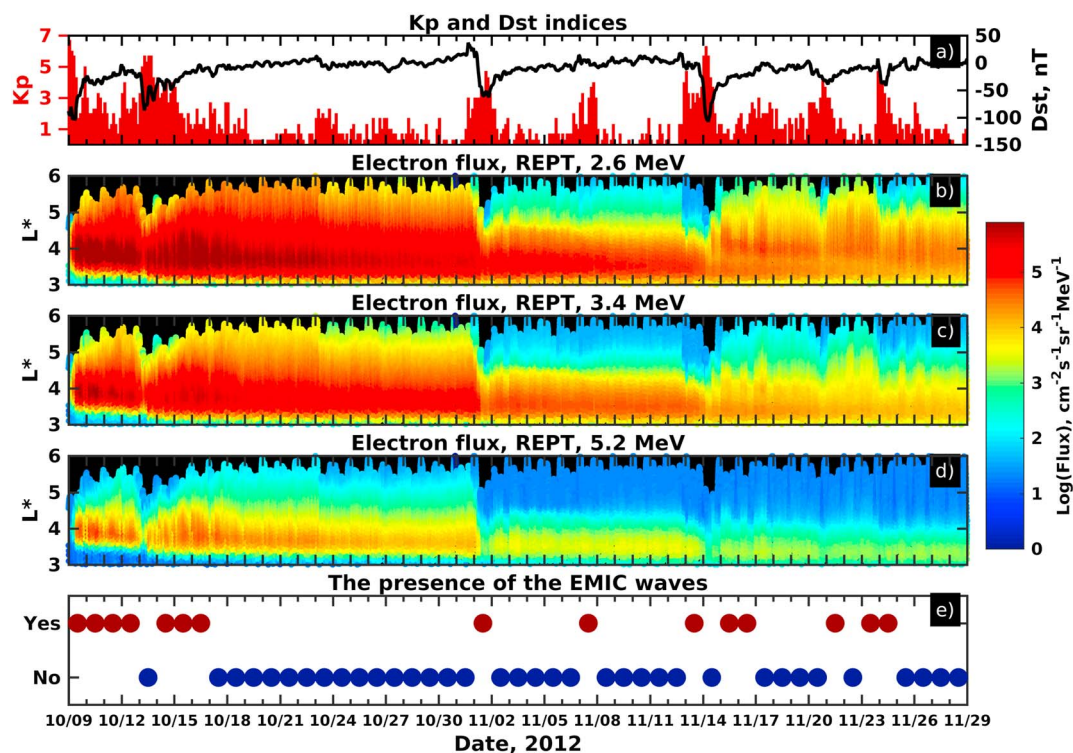 Kp and Dst indices
a)
7
5
3
1
Kp
50
0
-50
-100
-150
Dst, nT
Electron flux, REPT, 2.6 MeV
b)
6
5
4
3
L*
Electron flux, REPT, 3.4 MeV
c)
6
5
4
3
L*
Electron flux, REPT, 5.2 MeV
d)
6
5
4
3
L*
5
4
3
2
1
0
Log(Flux), cm⁻²s⁻¹sr⁻¹MeV⁻¹
The presence of the EMIC waves
e)
Yes
No
10/09 10/12 10/15 10/18 10/21 10/24 10/27 10/30 11/02 11/05 11/08 11/11 11/14 11/17 11/20 11/23 11/26 11/29
Date, 2012